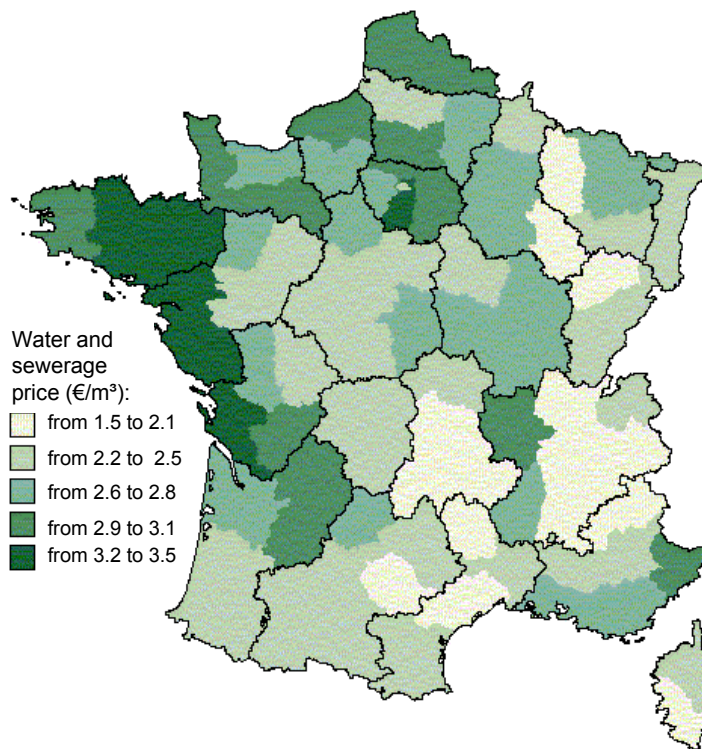 Water and
sewerage
price (€/m³):
from 1.5 to 2.1
from 2.2 to 2.5
from 2.6 to 2.8
from 2.9 to 3.1
from 3.2 to 3.5